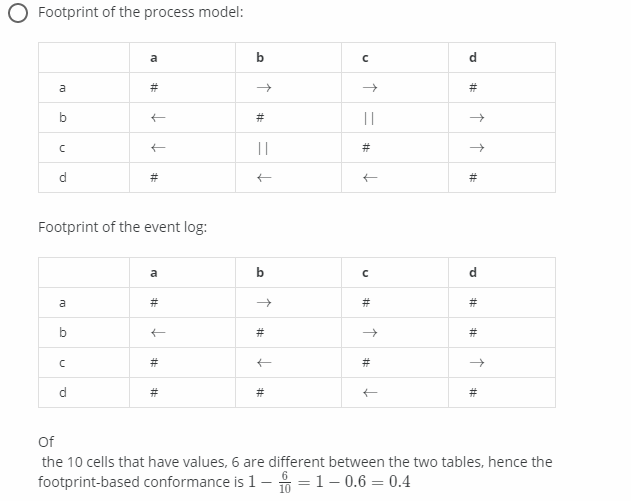 Footprint of the process model:
a b c d
a # → → #
b ← # || →
c ← || # →
d # ← ← #
Footprint of the event log:
a b c d
a # → # #
b ← # → #
c # ← # →
d # # ← #
Of
the 10 cells that have values, 6 are different between the two tables, hence the
footprint-based conformance is 1 − 6/10 = 1 − 0.6 = 0.4